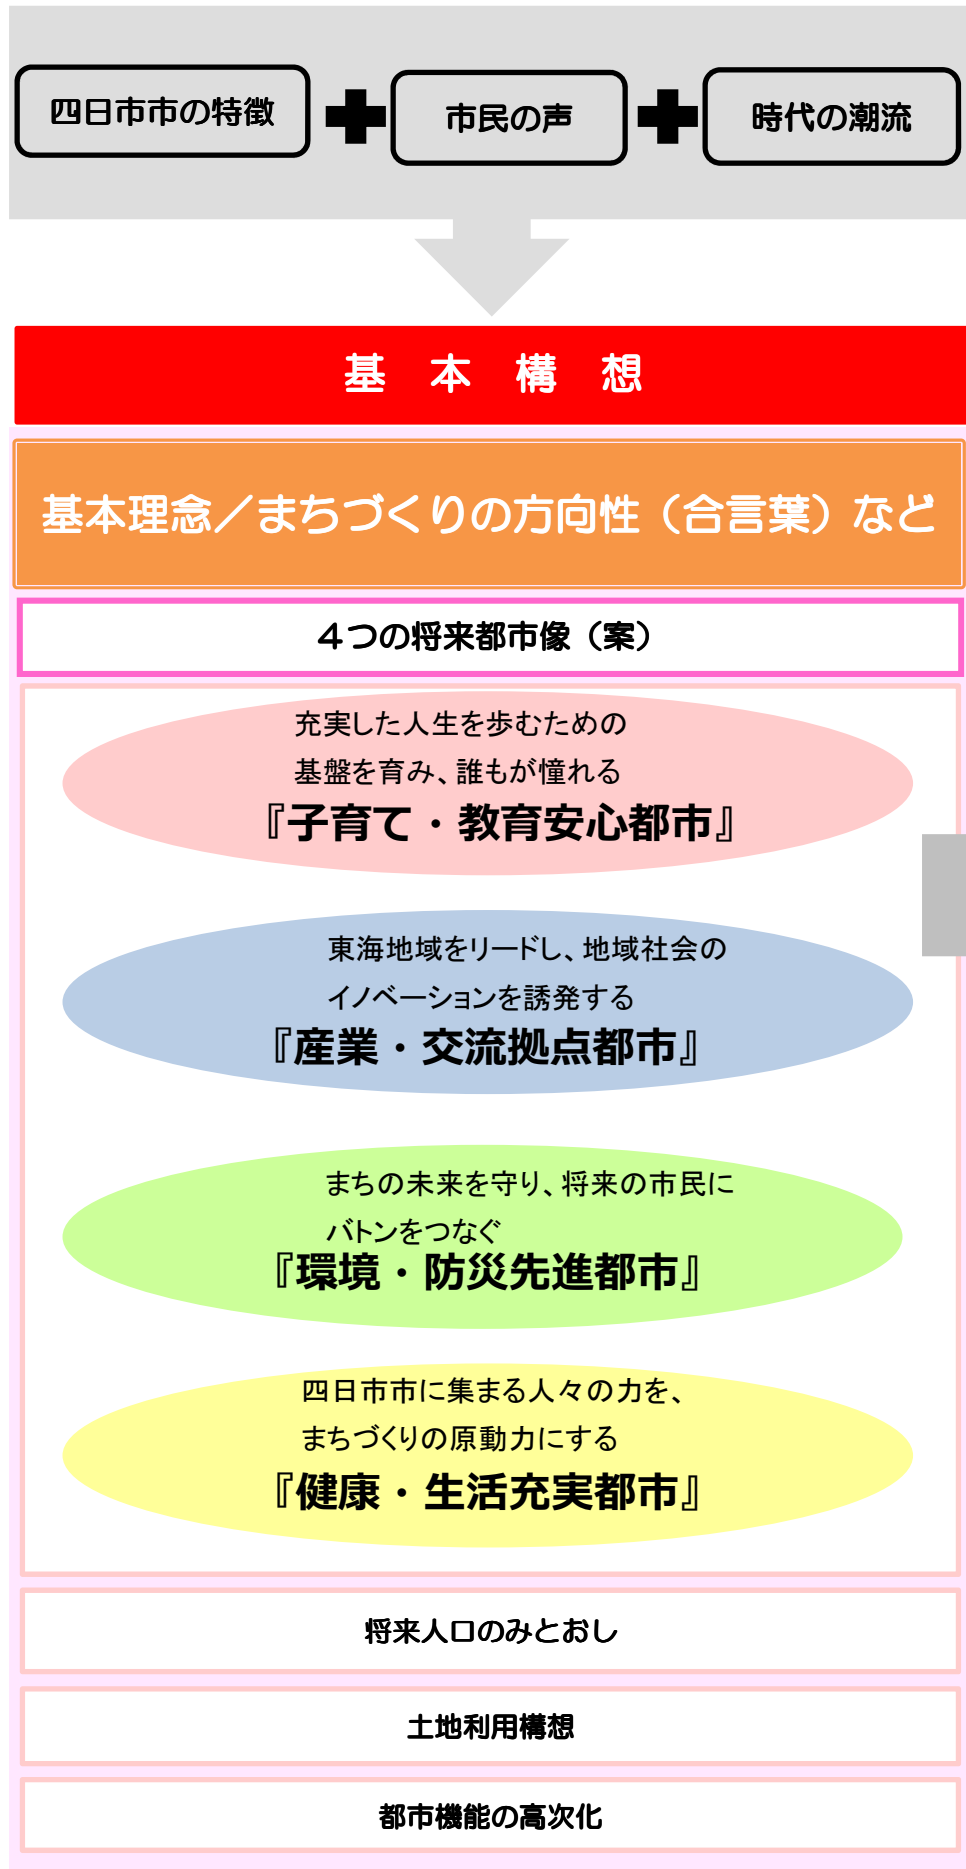 四日市市の特徴
市民の声
時代の潮流
基 本 構 想
基本理念／まちづくりの方向性（合言葉）など
４つの将来都市像（案）
充実した人生を歩むための
基盤を育み、誰もが憧れる
『子育て・教育安心都市』
東海地域をリードし、地域社会の
イノベーションを誘発する
『産業・交流拠点都市』
まちの未来を守り、将来の市民に
バトンをつなぐ
『環境・防災先進都市』
四日市市に集まる人々の力を、
まちづくりの原動力にする
『健康・生活充実都市』
将来人口のみとおし
土地利用構想
都市機能の高次化